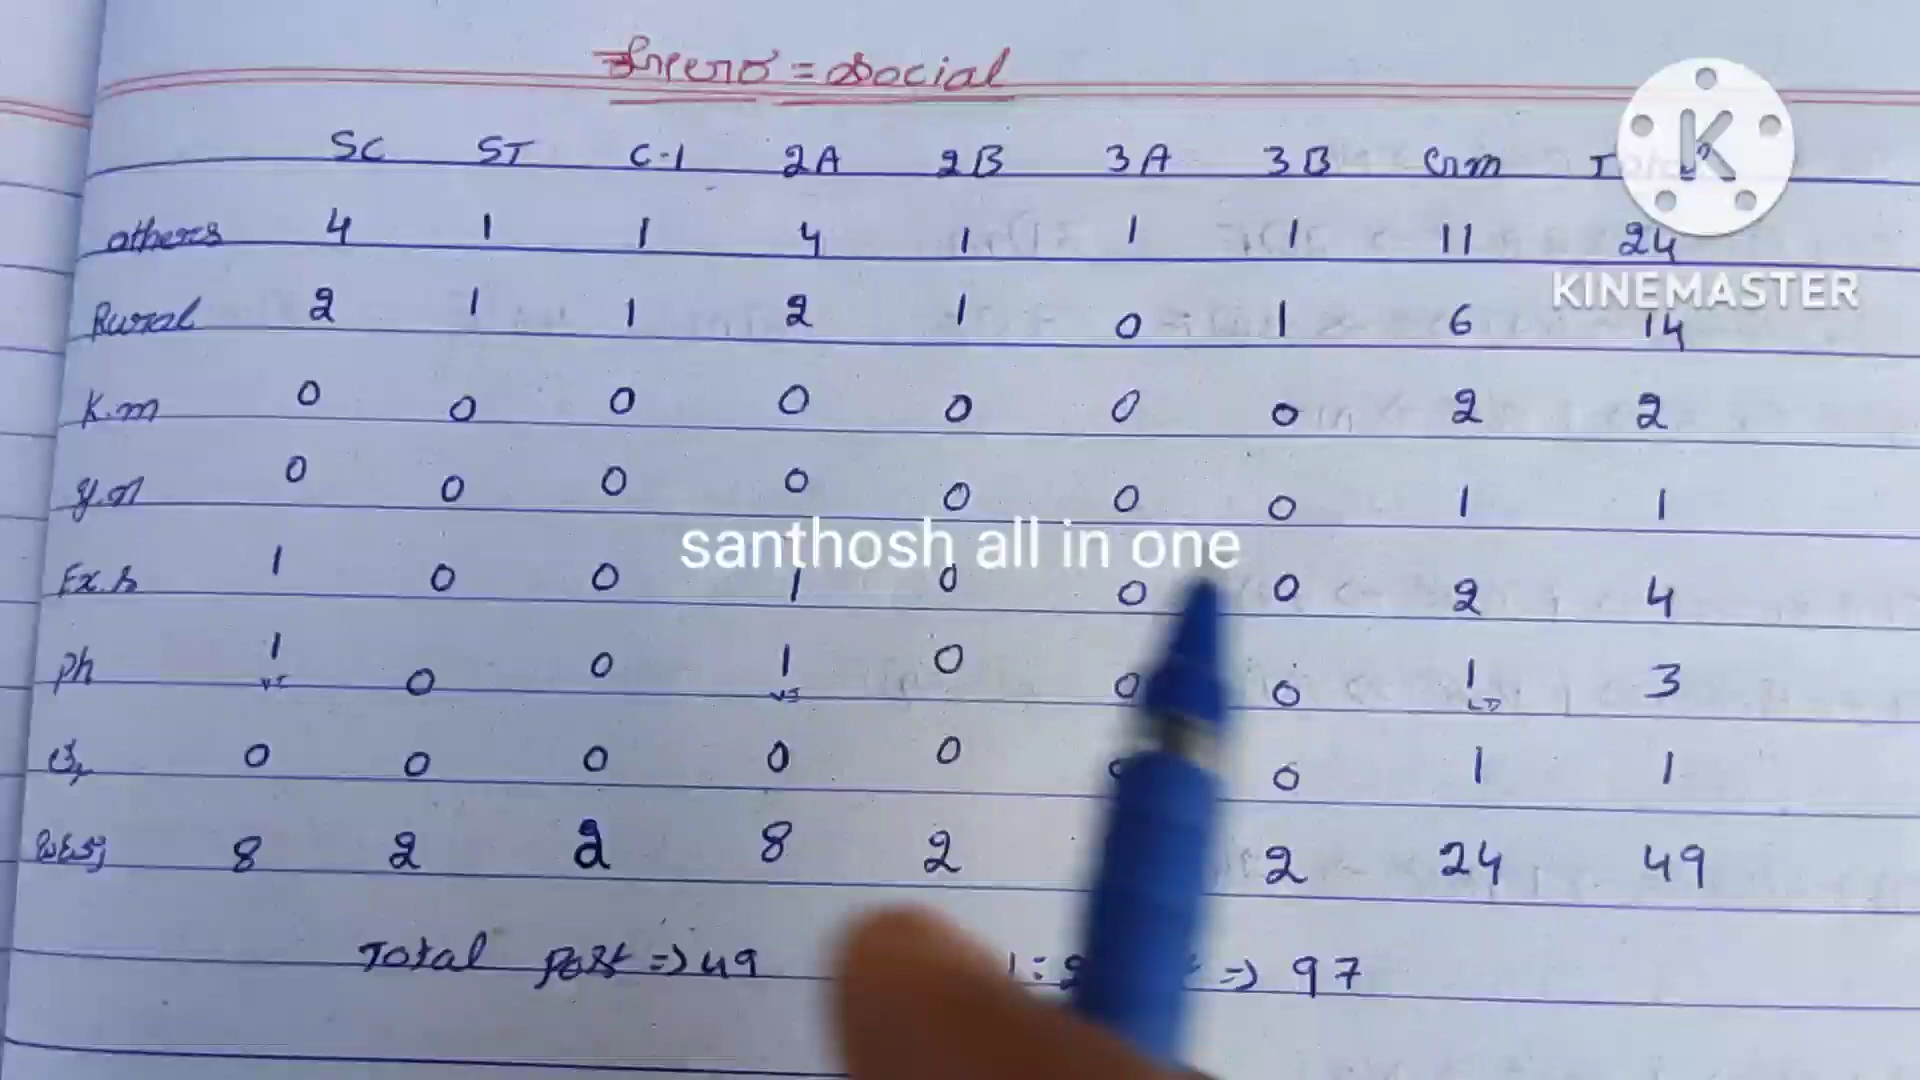 = Social
SC ST C-1 2A 2B 3A 3B Gm
others 4 1 1 4 1 1 1 11 24
KINEMASTER
Rural 2 1 1 2 1 0 1 6 14
K.m 0 0 0 0 0 0 0 2 2
0 0 0 0 0 0 0 1 1
santhosh all in one
Ex.s 1 0 0 1 0 0 0 2 4
Ph 1 0 0 1 0 0 0 1 3
0 0 0 0 0 0 1 1
8 2 2 8 2 2 24 49
Total Post => 49 1: => 97